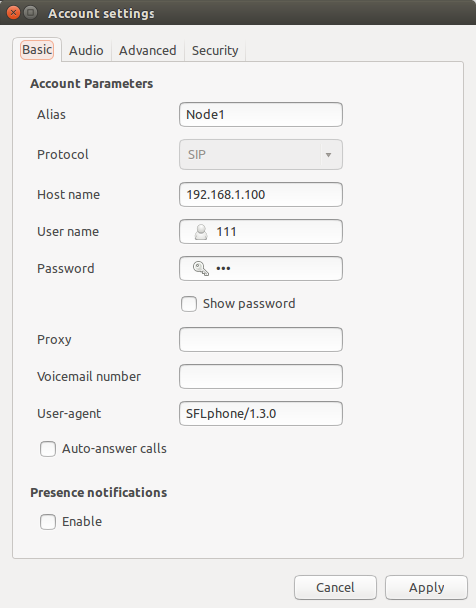 Account settings
Basic Audio Advanced Security
Account Parameters
Alias Node1
Protocol SIP
Host name 192.168.1.100
User name 111
Password •••
Show password
Proxy
Voicemail number
User-agent SFLphone/1.3.0
Auto-answer calls
Presence notifications
Enable
Cancel Apply